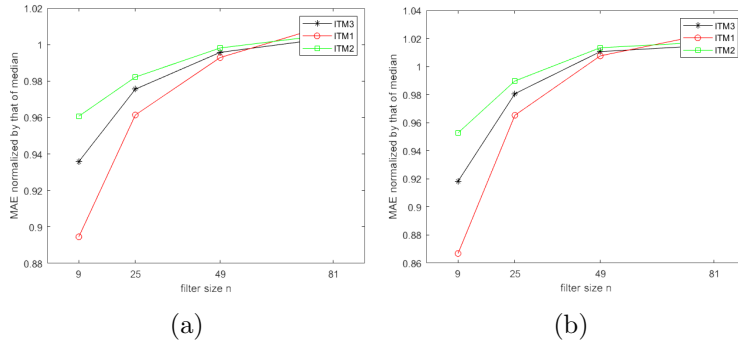 1.02
1
0.98
0.96
0.94
0.92
0.9
0.88
MAE normalized by that of median
9 25 49 81
filter size n
ITM3
ITM1
ITM2
(a)
1.04
1.02
1
0.98
0.96
0.94
0.92
0.9
0.88
0.86
MAE normalized by that of median
9 25 49 81
filter size n
ITM3
ITM1
ITM2
(b)